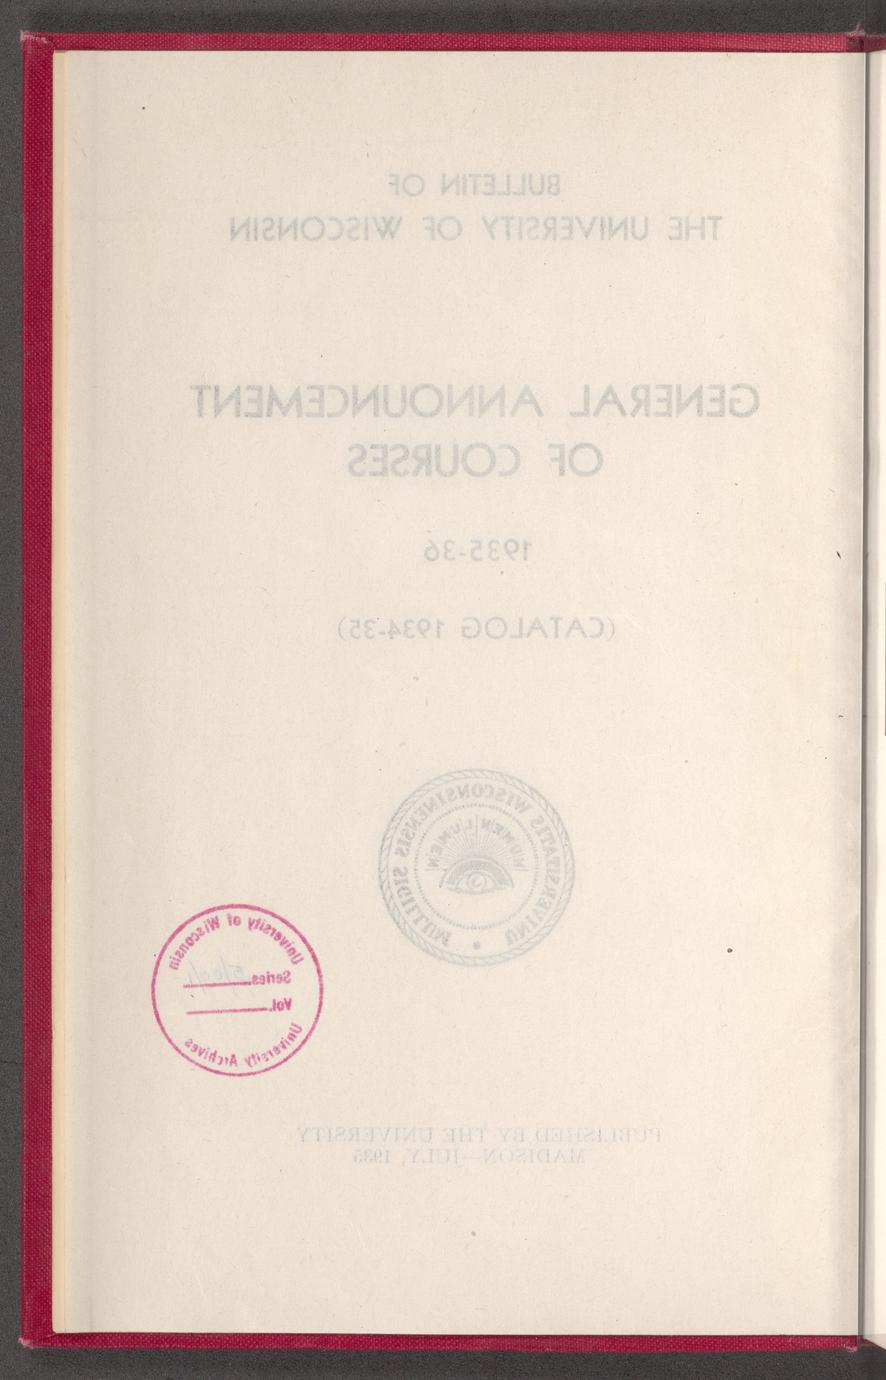 BULLETIN OF
THE UNIVERSITY OF WISCONSIN
GENERAL ANNOUNCEMENT
OF COURSES
1935-36
(CATALOG 1934-35)
UNIVERSITATIS WISCONSINENSIS SIGILLUM
NUMEN LUMEN
University of Wisconsin
Series
Vol.
University Archives
PUBLISHED BY THE UNIVERSITY
MADISON—JULY, 1935